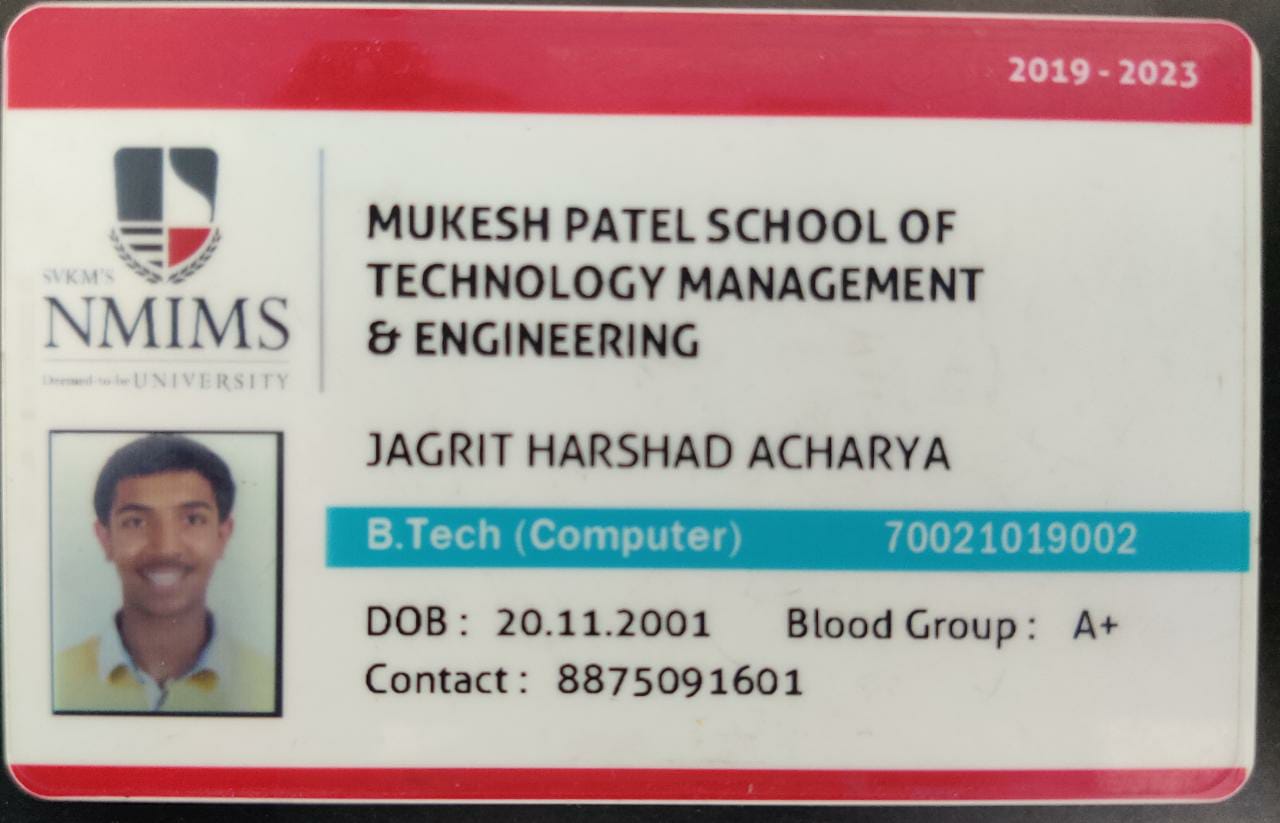 2019 - 2023
SVKM'S
NMIMS
Deemed-to-be UNIVERSITY
MUKESH PATEL SCHOOL OF
TECHNOLOGY MANAGEMENT
& ENGINEERING
JAGRIT HARSHAD ACHARYA
B.Tech (Computer) 70021019002
DOB : 20.11.2001 Blood Group : A+
Contact : 8875091601